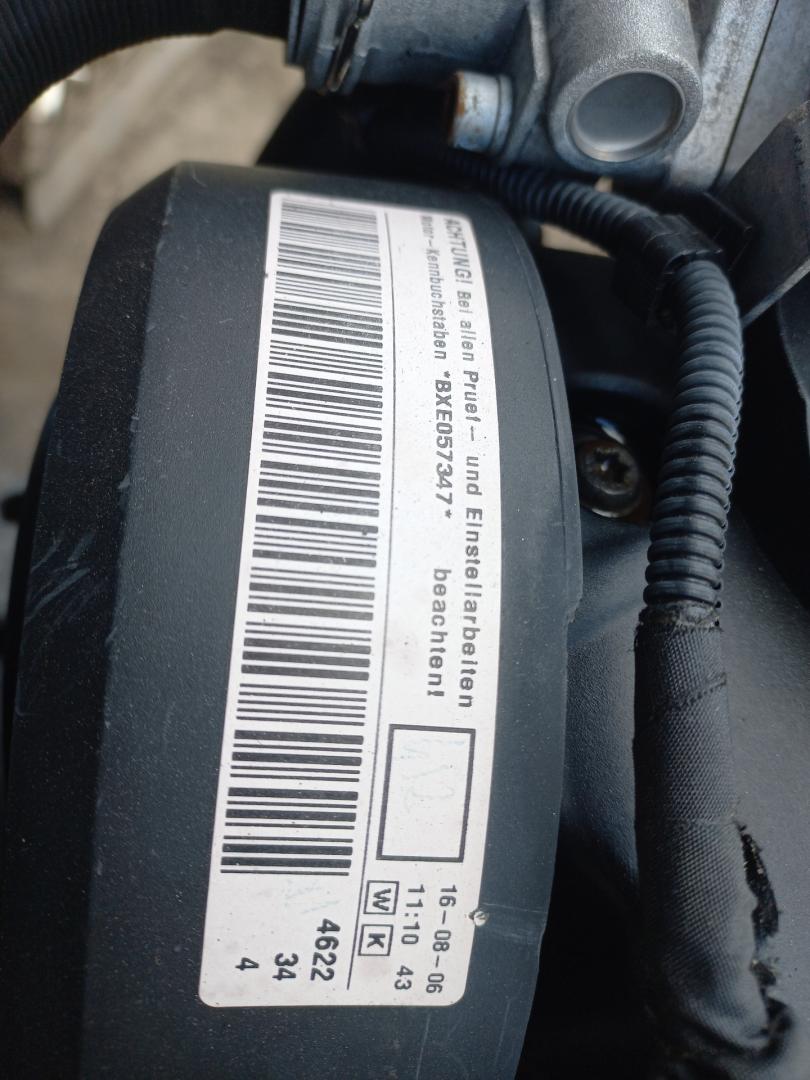 ACHTUNG! Bei allen Pruef- und Einstellarbeiten
Motor-Kennbuchstaben *BXE057347* beachten!
16-08-06
11:10 43
W K
4622
34
4